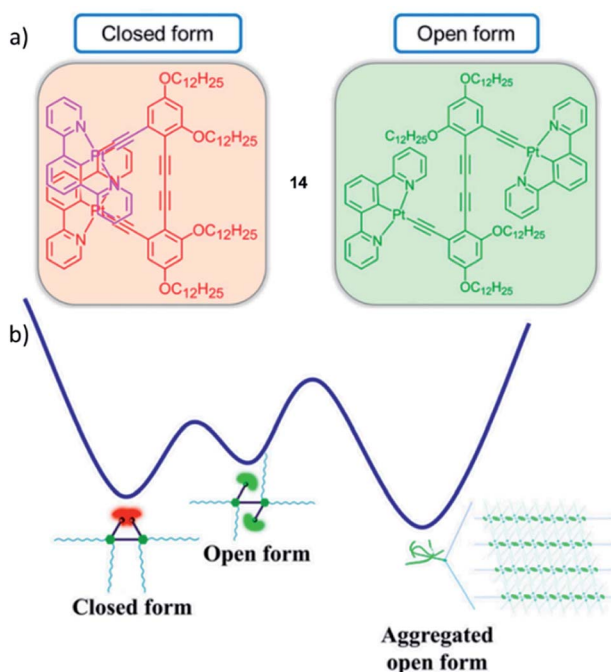 a)
Closed form
Open form
OC₁₂H₂₅
OC₁₂H₂₅
N
Pt
N
Pt
N
N
OC₁₂H₂₅
OC₁₂H₂₅
14
OC₁₂H₂₅
OC₁₂H₂₅
N
Pt
N
N
Pt
N
OC₁₂H₂₅
OC₁₂H₂₅
b)
Closed form
Open form
Aggregated
open form